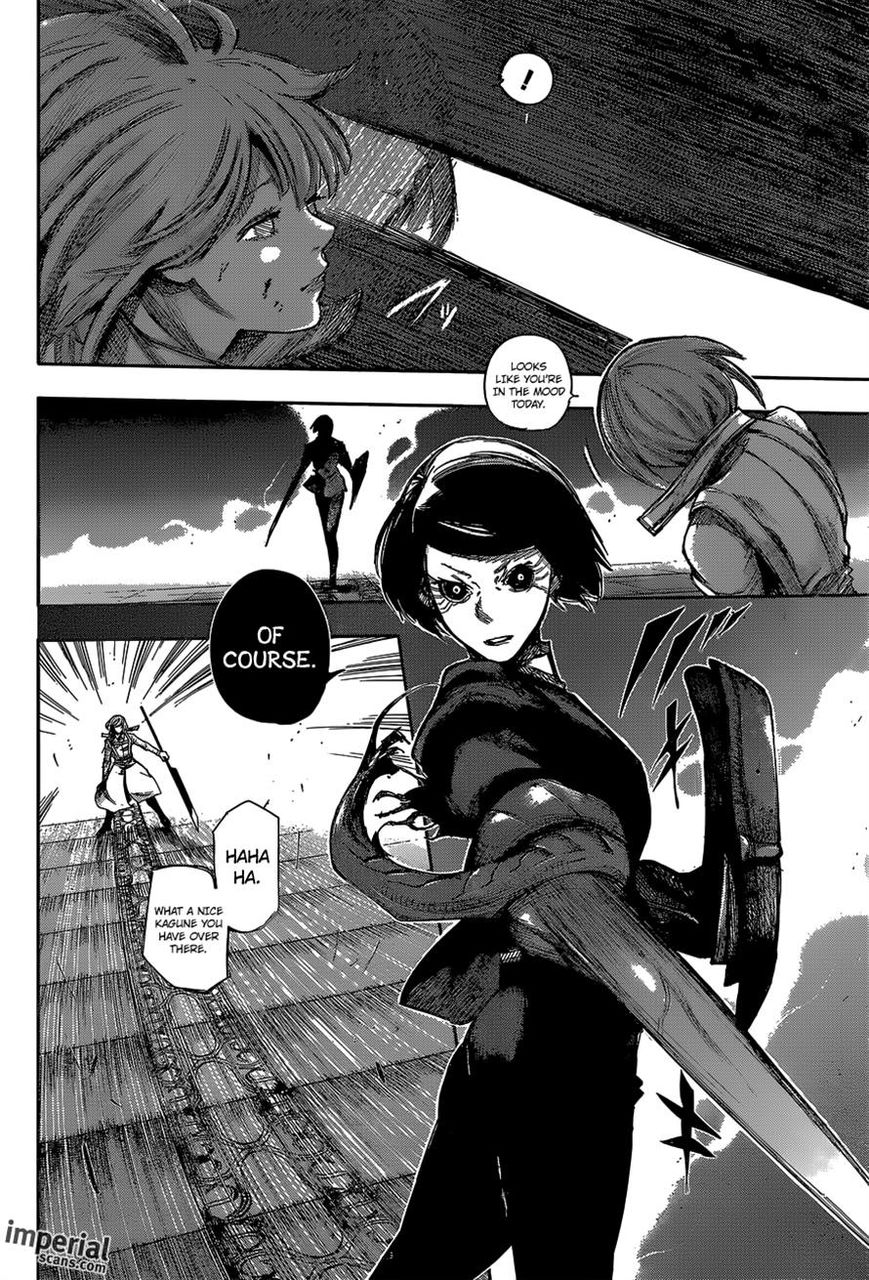 !
LOOKS
LIKE YOU'RE
IN THE MOOD
TODAY.
OF
COURSE.
HAHA
HA.
WHAT A NICE
KAGUNE YOU
HAVE OVER
THERE.
imperial
scans.com